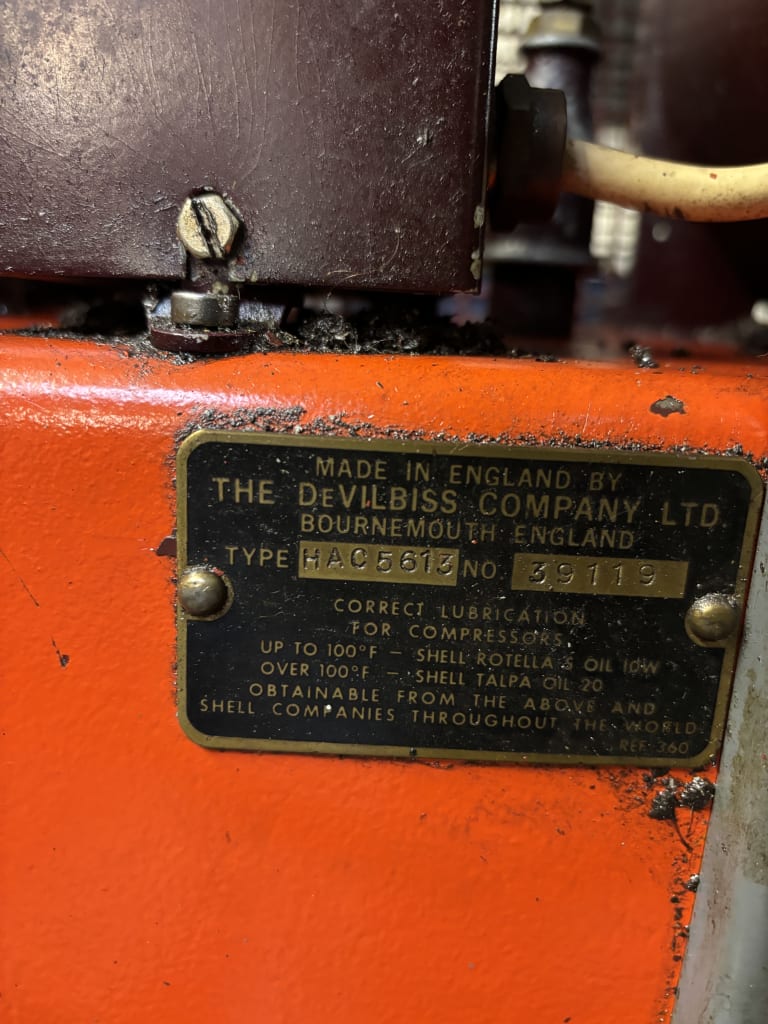 MADE IN ENGLAND BY
THE DEVILBISS COMPANY LTD
BOURNEMOUTH ENGLAND
TYPE HAC5613 NO 39119
CORRECT LUBRICATION
FOR COMPRESSORS
UP TO 100°F — SHELL ROTELLA S OIL 10W
OVER 100°F — SHELL TALPA OIL 20
OBTAINABLE FROM THE ABOVE AND
SHELL COMPANIES THROUGHOUT THE WORLD
REF 360